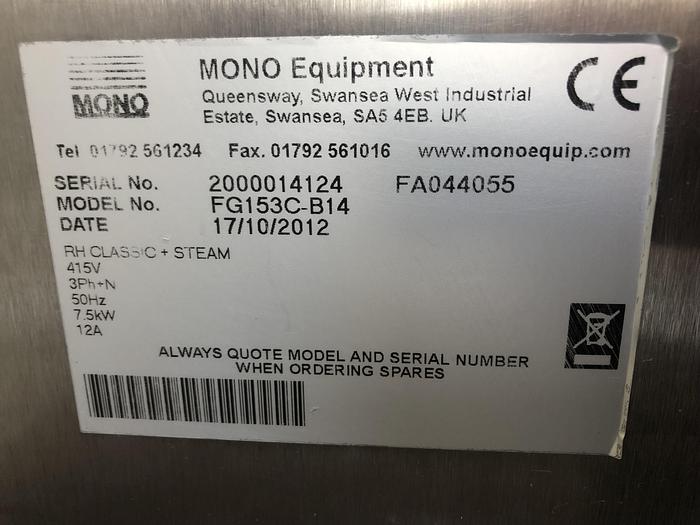 MONO
MONO Equipment
Queensway, Swansea West Industrial
Estate, Swansea, SA5 4EB. UK
CE
Tel 01792 561234 Fax. 01792 561016 www.monoequip.com
SERIAL No. 2000014124 FA044055
MODEL No. FG153C-B14
DATE 17/10/2012
RH CLASSIC + STEAM
415V
3Ph+N
50Hz
7.5kW
12A
ALWAYS QUOTE MODEL AND SERIAL NUMBER
WHEN ORDERING SPARES